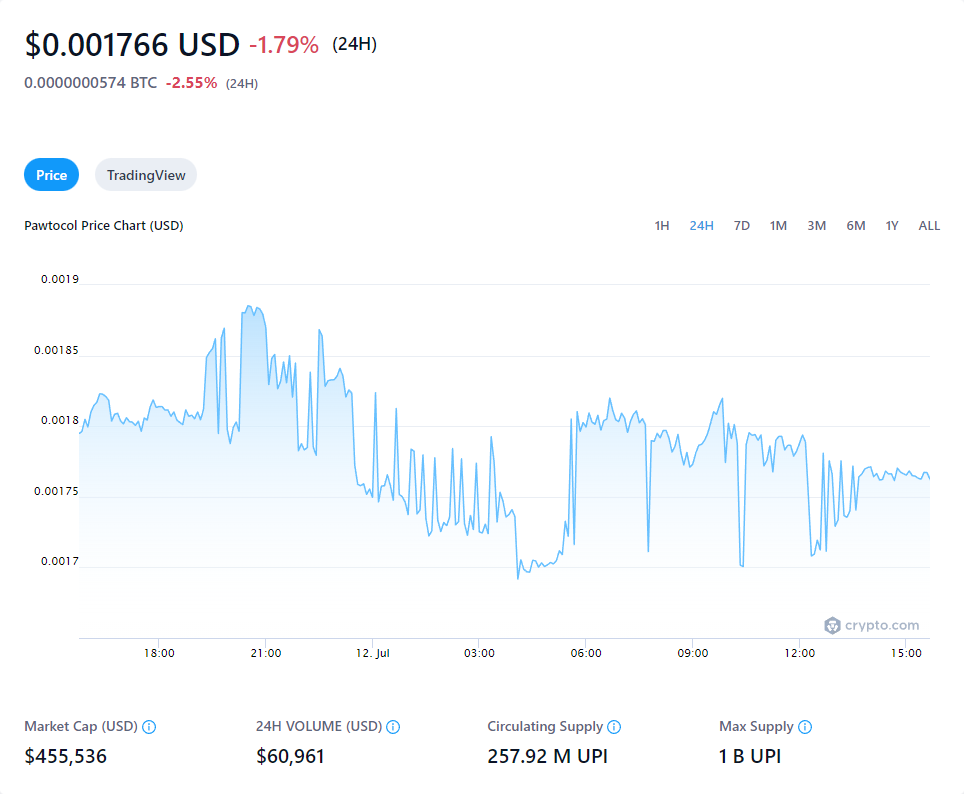 $0.001766 USD -1.79% (24H)
0.0000000574 BTC -2.55% (24H)
Price TradingView
Pawtocol Price Chart (USD) 1H 24H 7D 1M 3M 6M 1Y ALL
0.0019
0.00185
0.0018
0.00175
0.0017
crypto.com
18:00 21:00 12. Jul 03:00 06:00 09:00 12:00 15:00
Market Cap (USD) 24H VOLUME (USD) Circulating Supply Max Supply
$455,536 $60,961 257.92 M UPI 1 B UPI